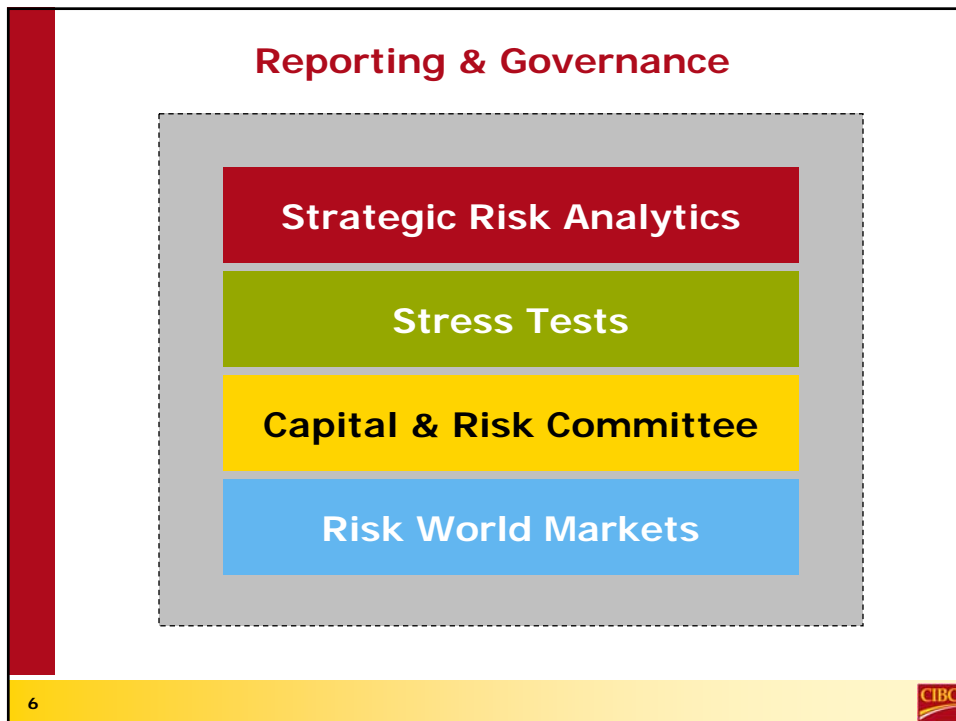 Reporting & Governance
Strategic Risk Analytics
Stress Tests
Capital & Risk Committee
Risk World Markets
6
CIBC